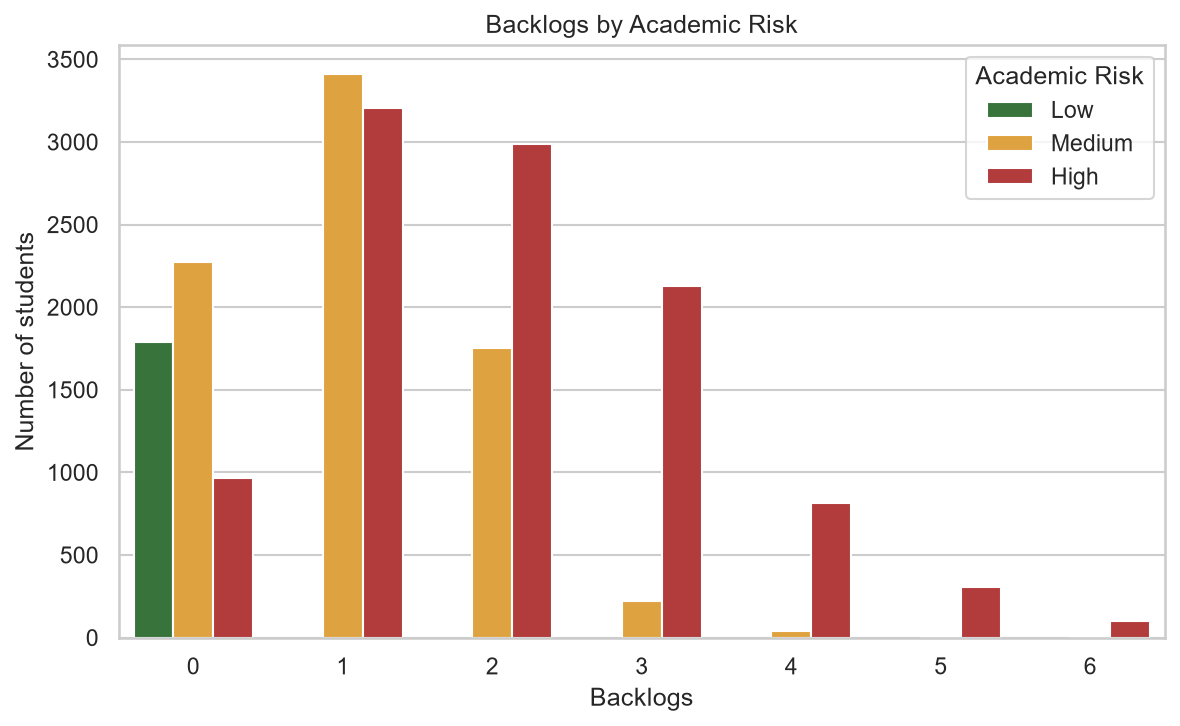 Backlogs by Academic Risk
Number of students
3500
3000
2500
2000
1500
1000
500
0
Academic Risk
Low
Medium
High
0 1 2 3 4 5 6
Backlogs